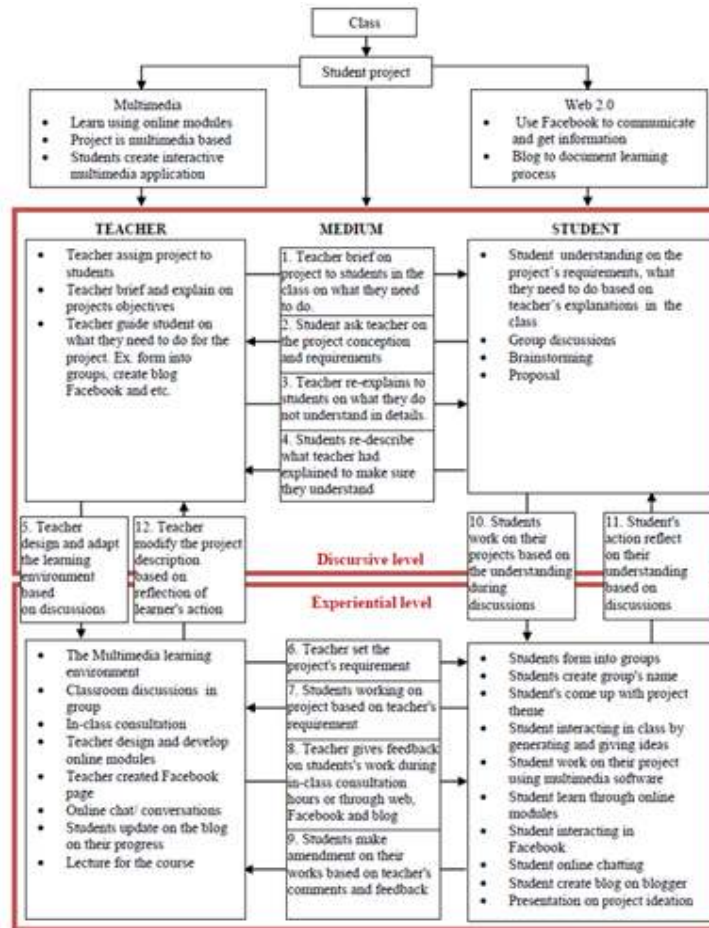 Class
Student project
Multimedia
• Learn using online modules
• Project is multimedia based
• Students create interactive
multimedia application
Web 2.0
• Use Facebook to communicate
and get information
• Blog to document learning
process
TEACHER
MEDIUM
STUDENT
• Teacher assign project to
students
• Teacher brief and explain on
projects objectives
• Teacher guide student on
what they need to do for the
project. Ex. form into
groups, create blog
Facebook and etc.
1. Teacher brief on
project to students in the
class on what they need
to do.
2. Student ask teacher on
the project conception
and requirements
3. Teacher re-explains to
students on what they do
not understand in details.
4. Students re-describe
what teacher had
explained to make sure
they understand
• Student understanding on the
project's requirements, what
they need to do based on
teacher's explanations in the
class
• Group discussions
• Brainstorming
• Proposal
5. Teacher
design and adapt
the learning
environment
based
on discussions
12. Teacher
modify the project
description
based on
reflection of
learner's action
10. Students
work on their
projects based on
the understanding
during
discussions
11. Student's
action reflect
on their
understanding
based on
discussions
Discursive level
Experiential level
• The Multimedia learning
environment
• Classroom discussions in
group
• In-class consultation
• Teacher design and develop
online modules
• Teacher created Facebook
page
• Online chat/ conversations
• Students update on the blog
on their progress
• Lecture for the course
6. Teacher set the
project's requirement
7. Students working on
project based on teacher's
requirement
8. Teacher gives feedback
on students's work during
in-class consultation
hours or through web,
Facebook and blog
9. Students make
amendment on their
works based on teacher's
comments and feedback
• Students form into groups
• Students create group's name
• Student's come up with project
theme
• Student interacting in class by
generating and giving ideas
• Student work on their project
using multimedia software
• Student learn through online
modules
• Student interacting in
Facebook
• Student online chatting
• Student create blog on blogger
• Presentation on project ideation